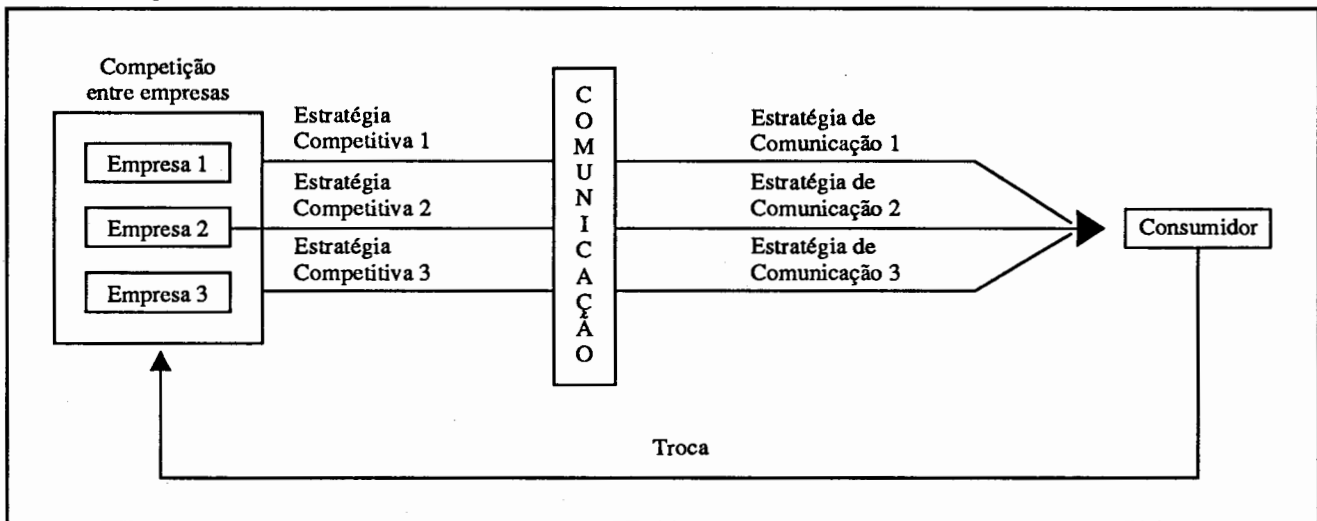 Competição
entre empresas
Empresa 1
Empresa 2
Empresa 3
Estratégia
Competitiva 1
Estratégia
Competitiva 2
Estratégia
Competitiva 3
COMUNICAÇÃO
Estratégia de
Comunicação 1
Estratégia de
Comunicação 2
Estratégia de
Comunicação 3
Consumidor
Troca